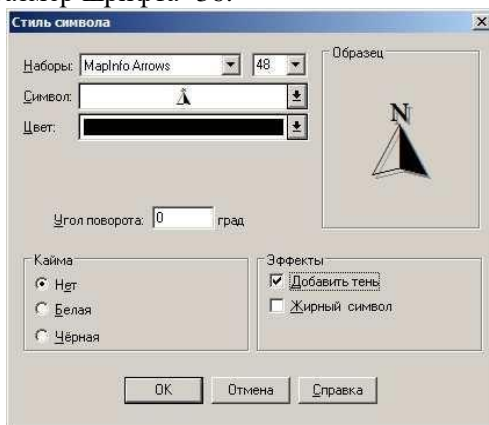 размер шрифта 36.
Стиль символа
Наборы: MapInfo Arrows 48
Символ:
Цвет:
Образец
N
Угол поворота: 0 град
Кайма
Нет
Белая
Чёрная
Эффекты
Добавить тень
Жирный символ
OK Отмена Справка